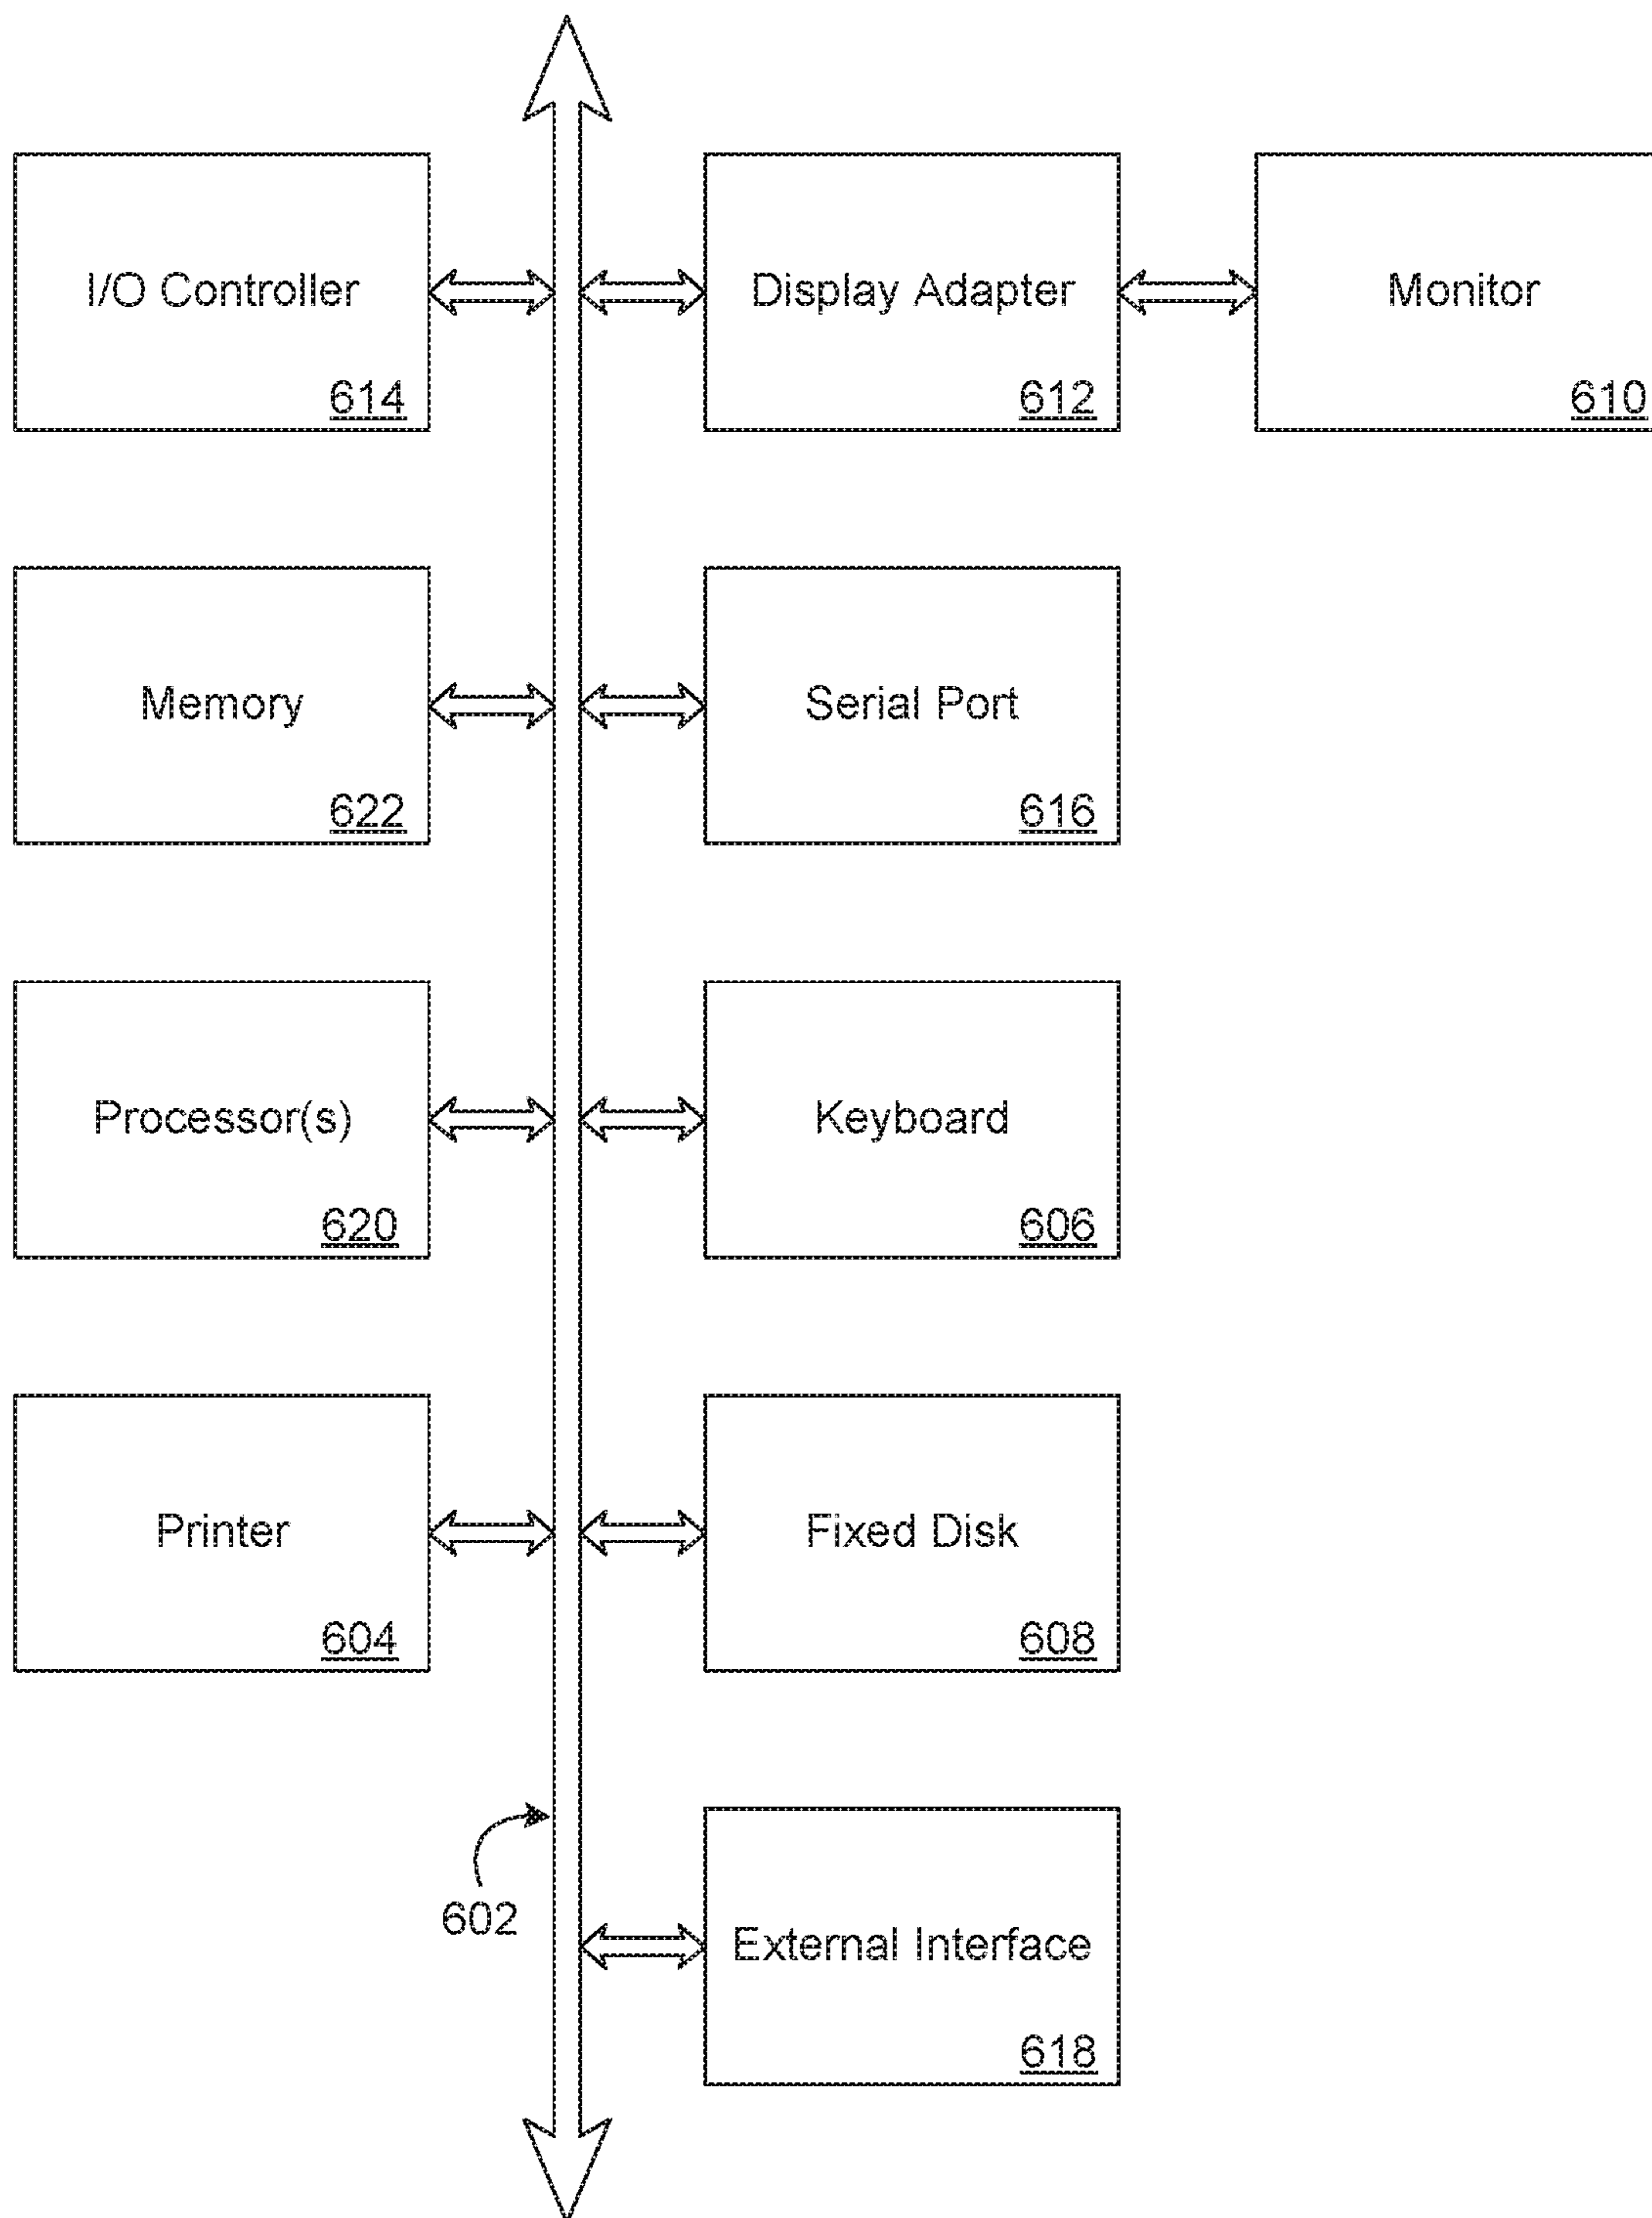 I/O Controller
614
Display Adapter
612
Monitor
610
Memory
622
Serial Port
616
Processor(s)
620
Keyboard
606
Printer
604
Fixed Disk
608
602
External Interface
618